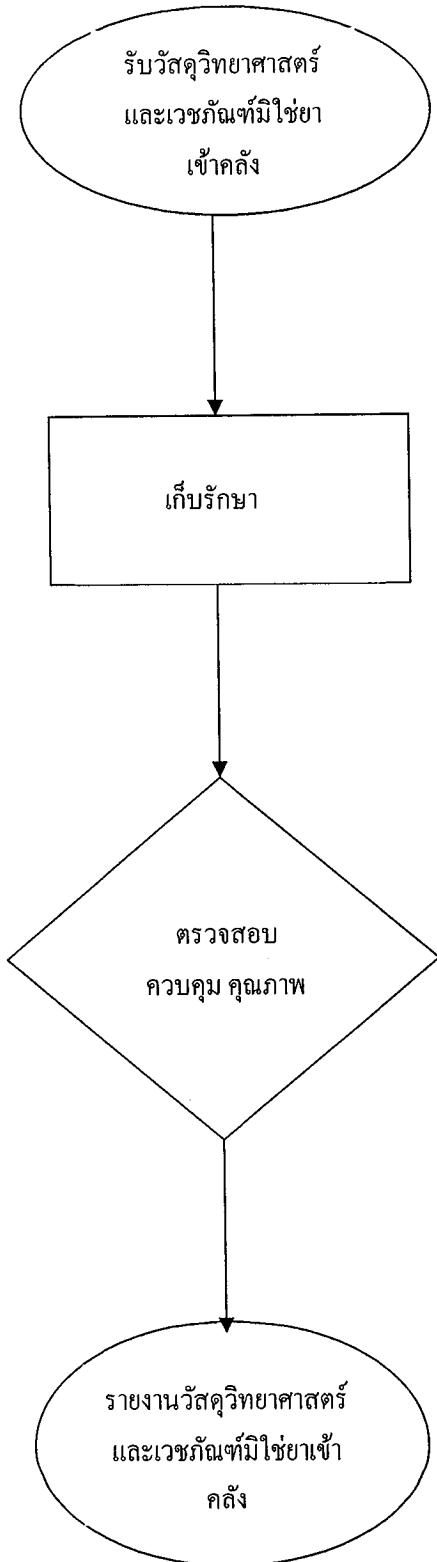 รับวัสดุวิทยาศาสตร์
และเวชภัณฑ์มิใช่ยา
เข้าคลัง
เก็บรักษา
ตรวจสอบ
ควบคุม คุณภาพ
รายงานวัสดุวิทยาศาสตร์
และเวชภัณฑ์มิใช่ยาเข้า
คลัง